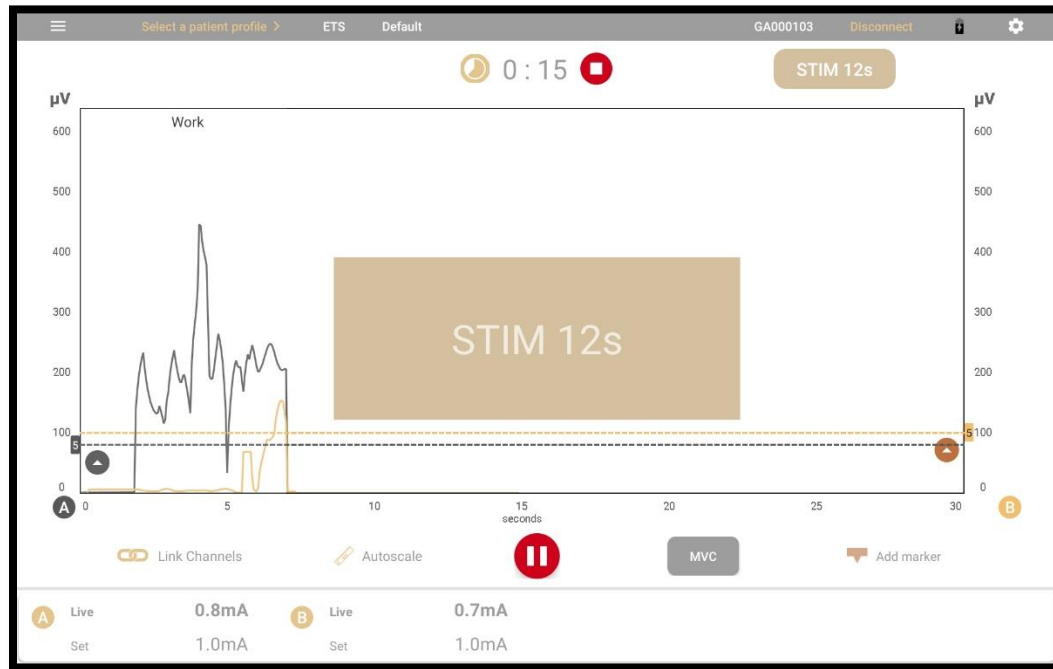 Select a patient profile > ETS Default GA000103 Disconnect
0 : 15 STIM 12s
µV µV
Work
600 600
500 500
400 400
300 300
STIM 12s
200 200
100 5 100
5
0 0
A 0 5 10 15 20 25 30 B
seconds
Link Channels Autoscale MVC Add marker
A Live 0.8mA B Live 0.7mA
Set 1.0mA Set 1.0mA